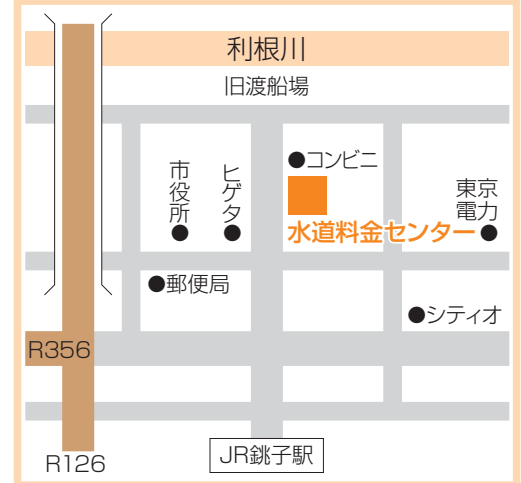 利根川
旧渡船場
●コンビニ
市役所
ヒゲタ
東京
電力
水道料金センター
●郵便局
●シティオ
R356
JR銚子駅
R126